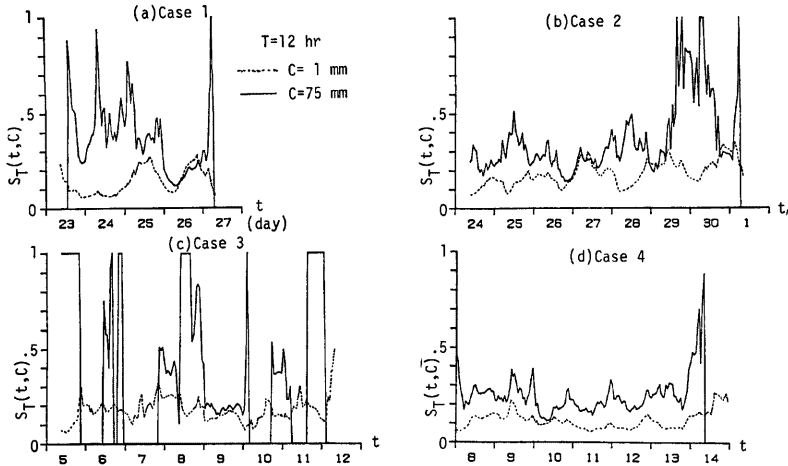 (a)Case 1
T=12 hr
C= 1 mm
C=75 mm
S_T(t,C).
1
.5
0
23 24 25 26 27
t
(day)
(b) Case 2
S_T(t,C).
1
.5
0
24 25 26 27 28 29 30 1
t,
(c)Case 3
S_T(t,C).
1
.5
0
5 6 7 8 9 10 11 12
t
(d)Case 4
S_T(t,C).
1
.5
0
8 9 10 11 12 13 14
t